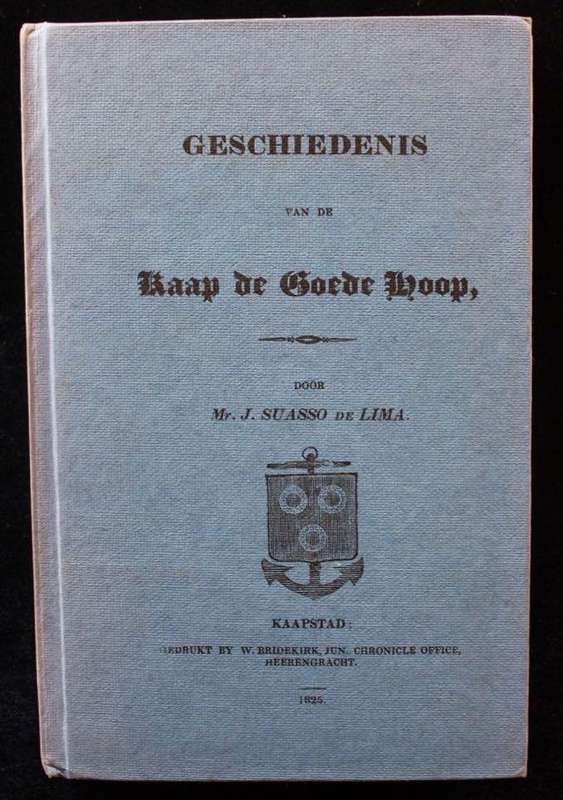 GESCHIEDENIS
VAN DE
Kaap de Goede Hoop,
DOOR
Mr. J. SUASSO DE LIMA.
KAAPSTAD:
GEDRUKT BY W. BRIDEKIRK, JUN. CHRONICLE OFFICE,
HEERENGRACHT.
1825.